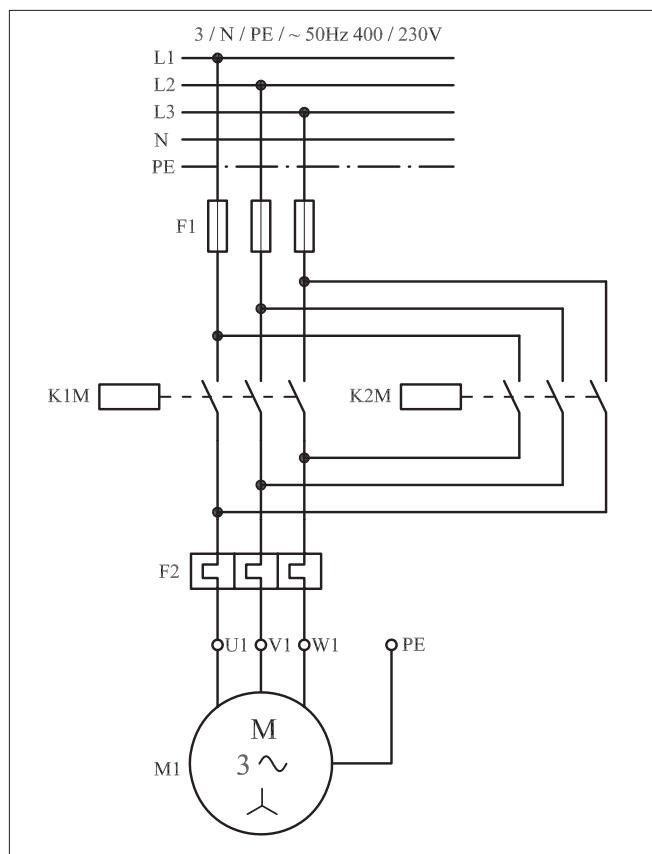 3 / N / PE / ~ 50Hz 400 / 230V
L1
L2
L3
N
PE
F1
K1M
K2M
F2
U1 V1 W1 PE
M
M1
3